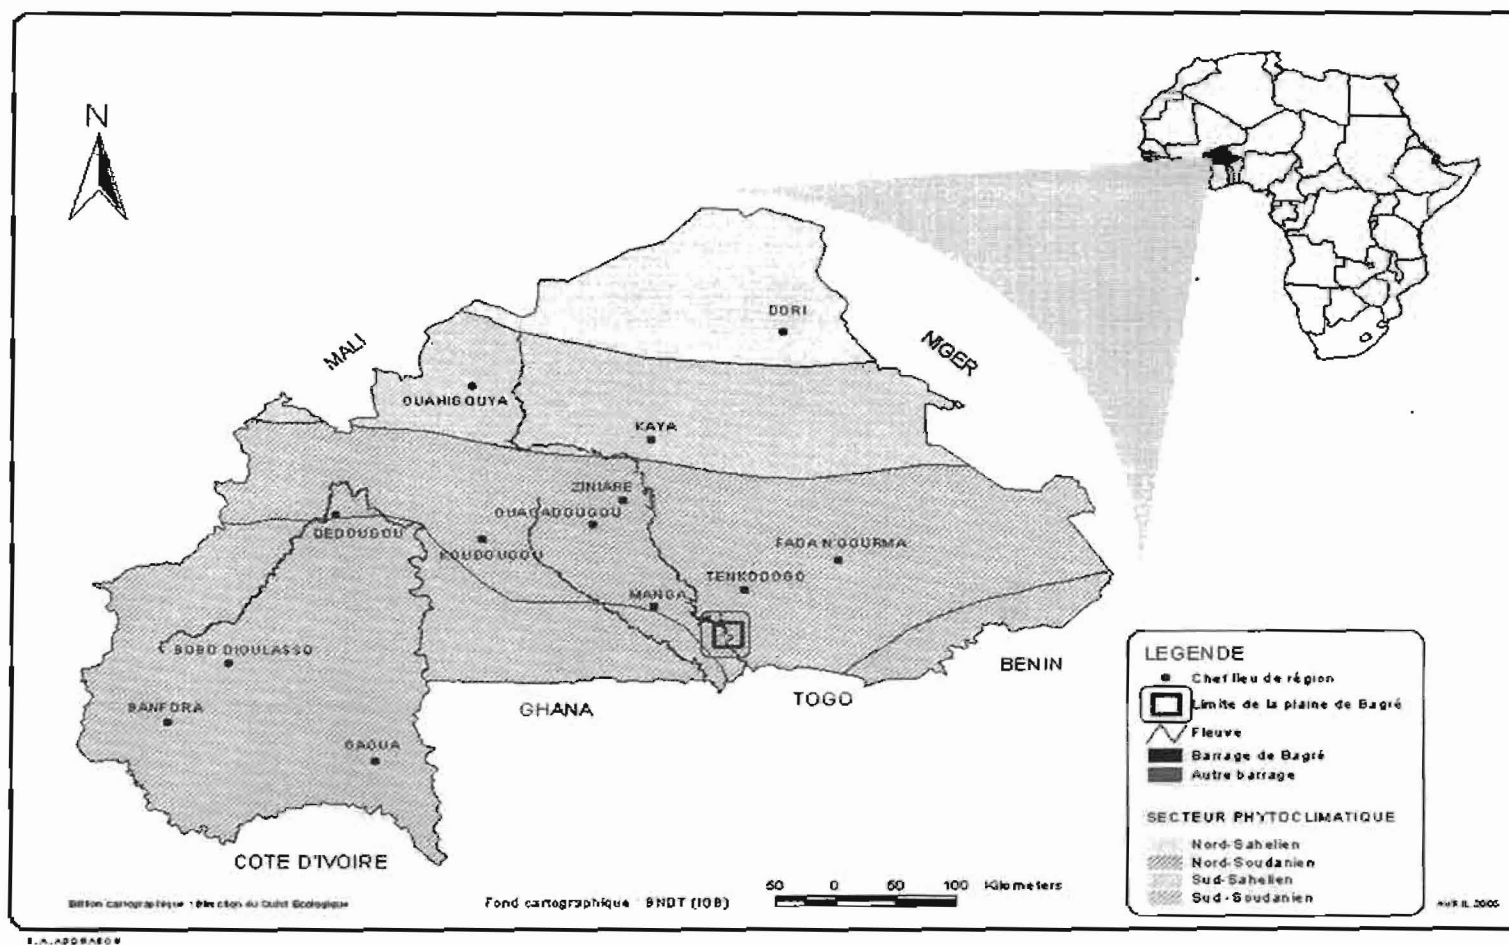 N
DORI
MALI
NIGER
OUAHIGOUYA
KAYA
ZINIARE
OUAGADOUGOU
DEDOUGOU
KOUDOUGOU
FADA N'GOURMA
TENKODOGO
MANGA
BOBO DIOULASSO
BENIN
BANFORA
GHANA
TOGO
GAOUA
COTE D'IVOIRE
LEGENDE
Chef lieu de région
Limite de la plaine de Bagré
Fleuve
Barrage de Bagré
Autre barrage
SECTEUR PHYTOCLIMATIQUE
Nord-Sahelien
Nord-Soudanien
Sud-Sahelien
Sud-Soudanien
50 0 50 100 Kilometers
Fond cartographique BNDT (IGB)
AVRIL 2005